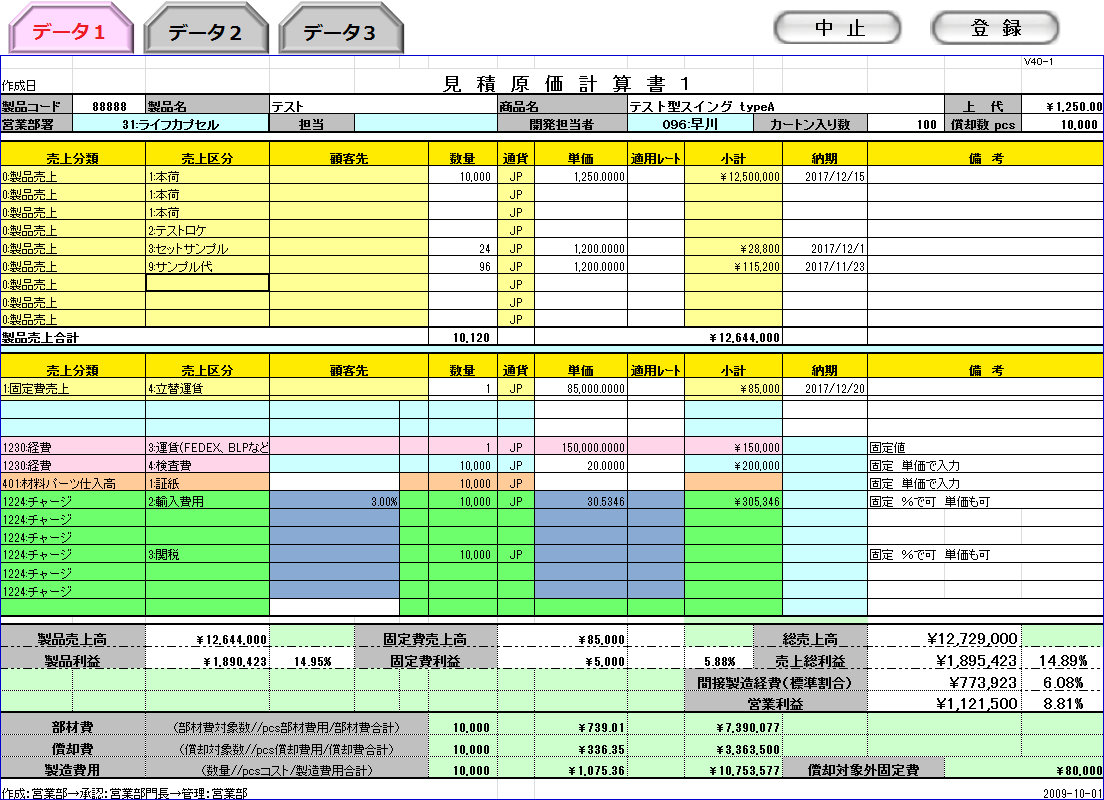 データ1 データ2 データ3 中止 登録
V40-1
作成日 見積原価計算書1
製品コード 88888 製品名 テスト 商品名 テスト型スイング typeA 上代 ¥1,250.00
営業部署 31:ライフカプセル 担当 開発担当者 096:早川 カートン入り数 100 償却数 pcs 10,000
売上分類 売上区分 顧客先 数量 通貨 単価 適用レート 小計 納期 備考
0:製品売上 1:本荷 10,000 JP 1,250.0000 ¥12,500,000 2017/12/15
0:製品売上 1:本荷 JP
0:製品売上 1:本荷 JP
0:製品売上 2:テストロケ JP
0:製品売上 3:セットサンプル 24 JP 1,200.0000 ¥28,800 2017/12/1
0:製品売上 9:サンプル代 96 JP 1,200.0000 ¥115,200 2017/11/23
0:製品売上 JP
0:製品売上 JP
0:製品売上 JP
製品売上合計 10,120 ¥12,644,000
売上分類 売上区分 顧客先 数量 通貨 単価 適用レート 小計 納期 備考
1:固定費売上 4:立替運賃 1 JP 85,000.0000 ¥85,000 2017/12/20
1230:経費 3:運賃(FEDEX、BLPなど 1 JP 150,000.0000 ¥150,000 固定値
1230:経費 4:検査費 10,000 JP 20.0000 ¥200,000 固定 単価で入力
401:材料パーツ仕入高 1:証紙 10,000 JP 固定 単価で入力
1224:チャージ 2:輸入費用 3.00% 10,000 JP 30.5346 ¥305,346 固定 %で可 単価も可
1224:チャージ
1224:チャージ
1224:チャージ 3:関税 10,000 JP 固定 %で可 単価も可
1224:チャージ
1224:チャージ
製品売上高 ¥12,644,000 固定費売上高 ¥85,000 総売上高 ¥12,729,000
製品利益 ¥1,890,423 14.95% 固定費利益 ¥5,000 5.88% 売上総利益 ¥1,895,423 14.89%
間接製造経費(標準割合) ¥773,923 6.08%
営業利益 ¥1,121,500 8.81%
部材費 (部材費対象数//pcs部材費用/部材費合計) 10,000 ¥739.01 ¥7,390,077
償却費 (償却対象数//pcs償却費用/償却費合計) 10,000 ¥336.35 ¥3,363,500
製造費用 (数量//pcsコスト/製造費用合計) 10,000 ¥1,075.36 ¥10,753,577 償却対象外固定費 ¥80,000
作成:営業部→承認:営業部門長→管理:営業部 2009-10-01